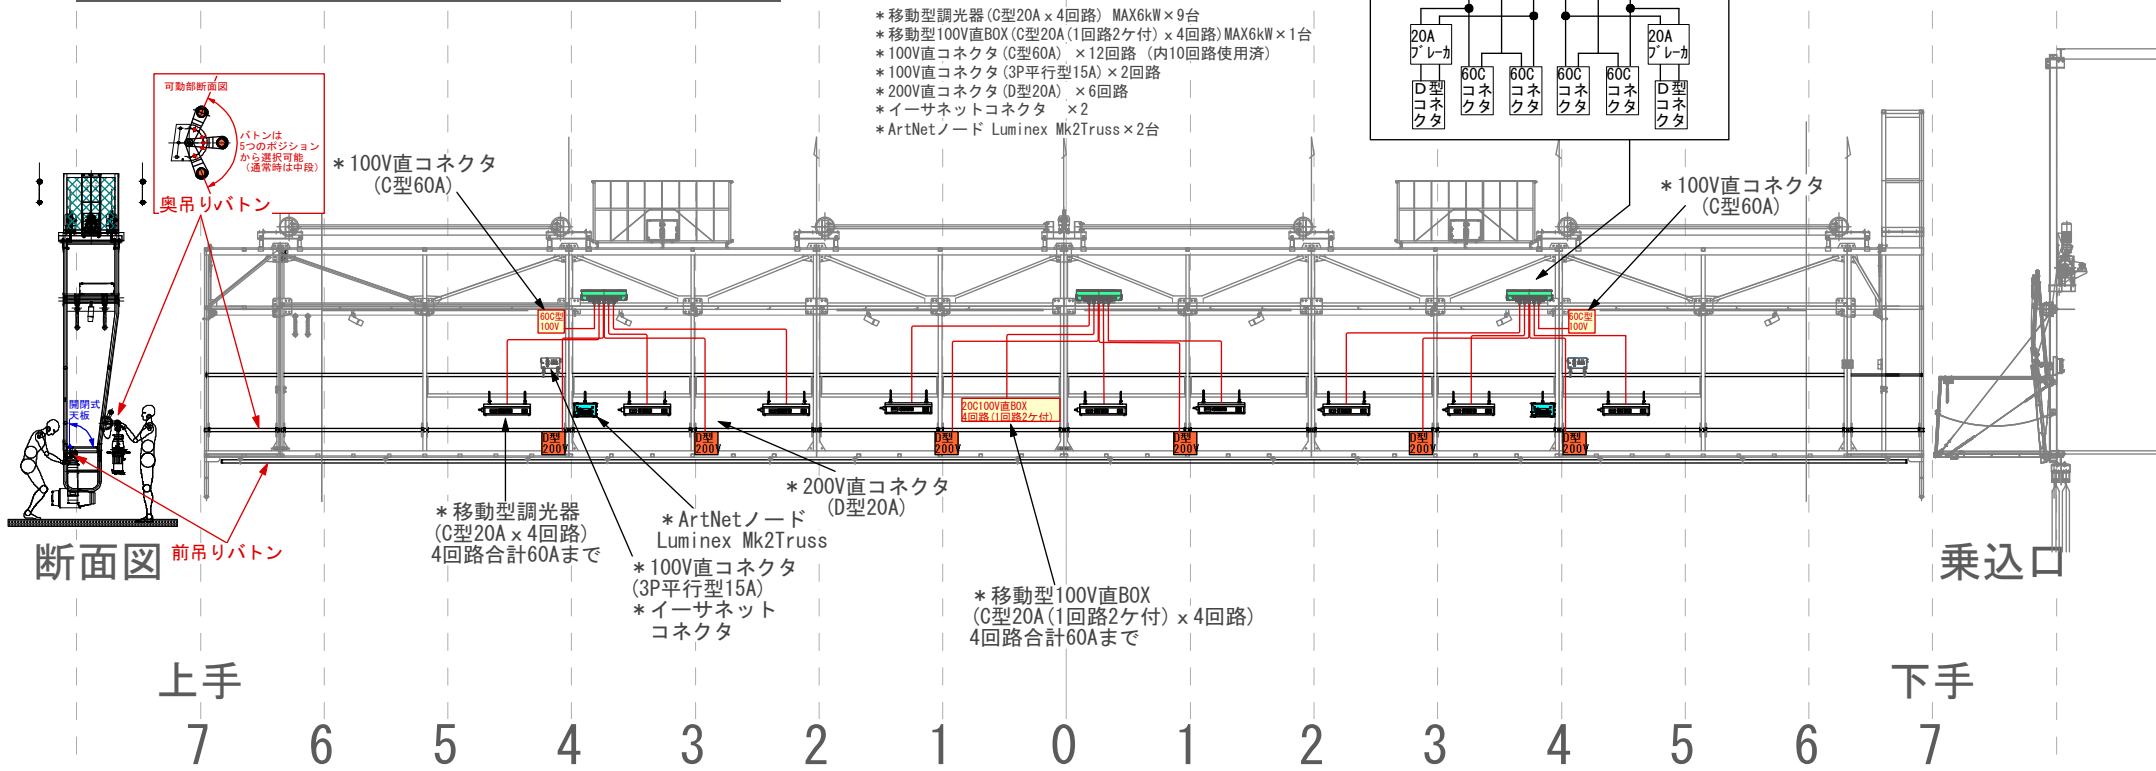 ＊移動型調光器(C型20Aｘ4回路) MAX6kW×9台
＊移動型100V直BOX(C型20A(1回路2ケ付)ｘ4回路)MAX6kW×1台
＊100V直コネクタ(C型60A) ×12回路 (内10回路使用済)
＊100V直コネクタ(3P平行型15A)×2回路
＊200V直コネクタ(D型20A) ×6回路
＊イーサネットコネクタ ×2
＊ArtNetノード Luminex Mk2Truss×2台
20A
ブレーカ
20A
ブレーカ
D型
コネクタ
60C
コネクタ
60C
コネクタ
60C
コネクタ
60C
コネクタ
D型
コネクタ
可動部断面図
バトンは
5つのポジション
から選択可能
(通常時は中段)
奥吊りバトン
＊100V直コネクタ
(C型60A)
＊100V直コネクタ
(C型60A)
60C型
100V
60C型
100V
開閉式
天板
20C100V直BOX
4回路(1回路2ケ付)
D型
200V
D型
200V
D型
200V
D型
200V
D型
200V
D型
200V
＊200V直コネクタ
(D型20A)
＊移動型調光器
(C型20Aｘ4回路)
4回路合計60Aまで
＊ArtNetノード
Luminex Mk2Truss
＊100V直コネクタ
(3P平行型15A)
＊イーサネット
コネクタ
＊移動型100V直BOX
(C型20A(1回路2ケ付)ｘ4回路)
4回路合計60Aまで
断面図
前吊りバトン
乗込口
上手
下手
7 6 5 4 3 2 1 0 1 2 3 4 5 6 7